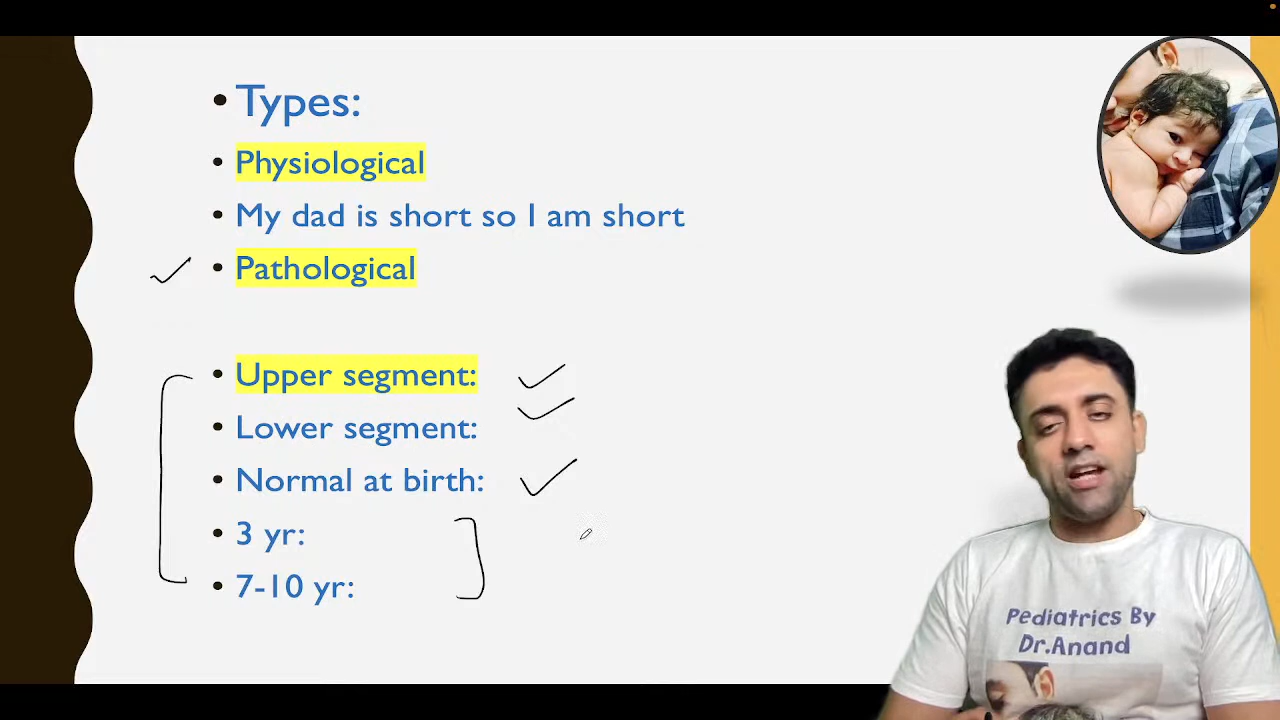 Types:
Physiological
My dad is short so I am short
Pathological
Upper segment:
Lower segment:
Normal at birth:
3 yr:
7-10 yr:
Pediatrics By
Dr.Anand